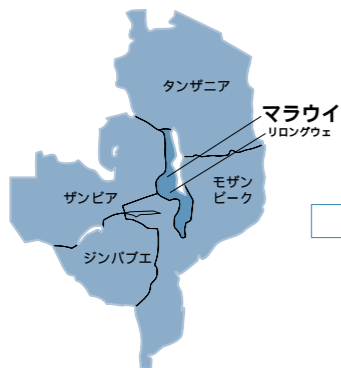 タンザニア
マラウイ
リロングウェ
ザンビア
モザン
ビーク
ジンバブエ